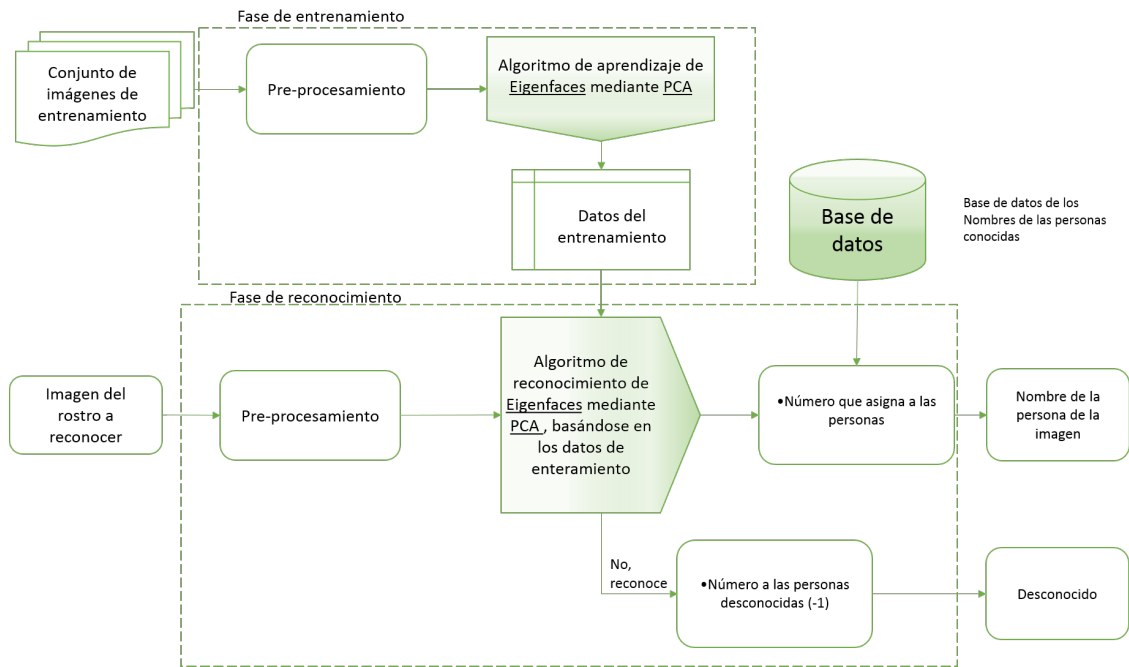 Fase de entrenamiento
Conjunto de
imágenes de
entrenamiento
Pre-procesamiento
Algoritmo de aprendizaje de
Eigenfaces mediante PCA
Datos del
entrenamiento
Base de
datos
Base de datos de los
Nombres de las personas
conocidas
Fase de reconocimiento
Imagen del
rostro a
reconocer
Pre-procesamiento
Algoritmo de
reconocimiento de
Eigenfaces mediante
PCA , basándose en
los datos de
enteramiento
•Número que asigna a las
personas
Nombre de la
persona de la
imagen
No,
reconoce
•Número a las personas
desconocidas (-1)
Desconocido